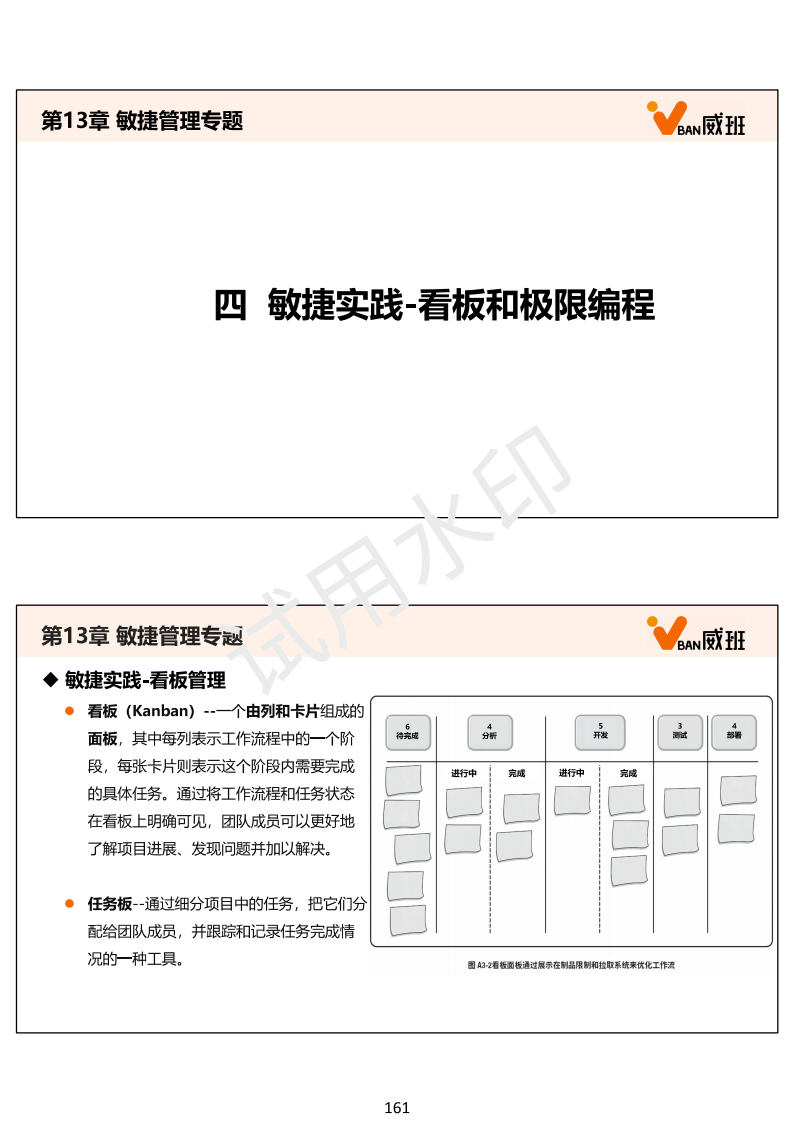 第13章 敏捷管理专题
BAN威班
四 敏捷实践-看板和极限编程
试用水印
第13章 敏捷管理专题
BAN威班
◆ 敏捷实践-看板管理
● 看板（Kanban）--一个由列和卡片组成的
面板，其中每列表示工作流程中的一个阶
段，每张卡片则表示这个阶段内需要完成
的具体任务。通过将工作流程和任务状态
在看板上明确可见，团队成员可以更好地
了解项目进展、发现问题并加以解决。
● 任务板--通过细分项目中的任务，把它们分
配给团队成员，并跟踪和记录任务完成情
况的一种工具。
6 4 5 3 4
待完成 分析 开发 测试 部署
进行中 完成 进行中 完成
图 A3-2看板面板通过展示在制品限制和拉取系统来优化工作流
161